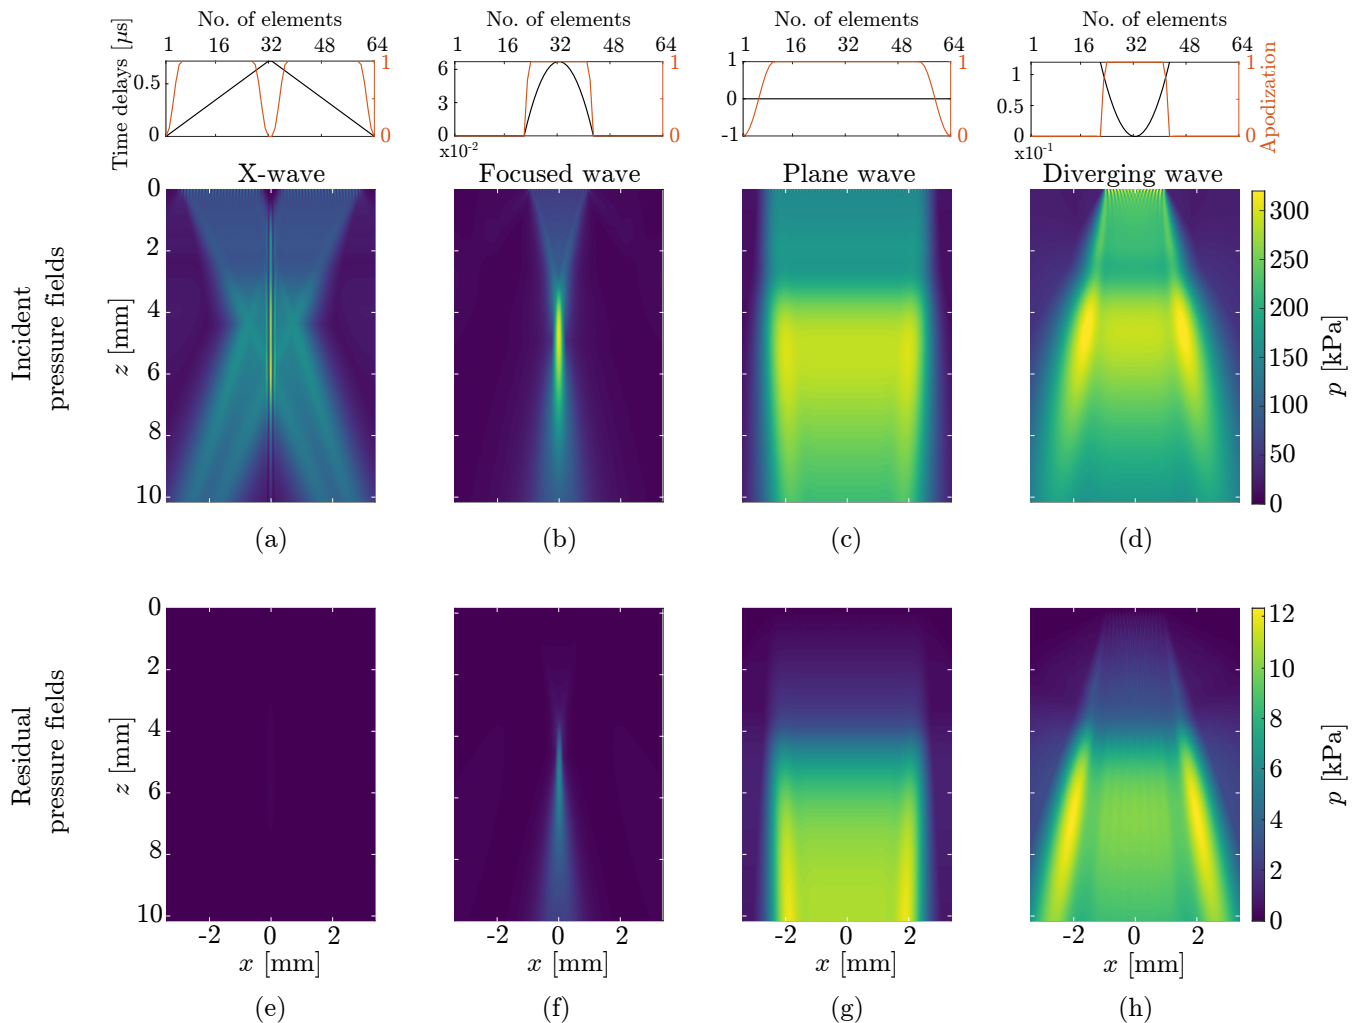 No. of elements No. of elements No. of elements No. of elements
1 16 32 48 64 1 16 32 48 64 1 16 32 48 64 1 16 32 48 64
Time delays [μs]
0.5
0
1
0
6
4
2
0
x10-2
1
0
1
0
-1
1
0
1
0.5
0
x10-1
1
0
Apodization
X-wave Focused wave Plane wave Diverging wave
Incident
pressure fields
z [mm]
0
2
4
6
8
10
300
250
200
150
100
50
0
p [kPa]
(a) (b) (c) (d)
Residual
pressure fields
z [mm]
0
2
4
6
8
10
12
10
8
6
4
2
0
p [kPa]
-2 0 2 -2 0 2 -2 0 2 -2 0 2
x [mm] x [mm] x [mm] x [mm]
(e) (f) (g) (h)